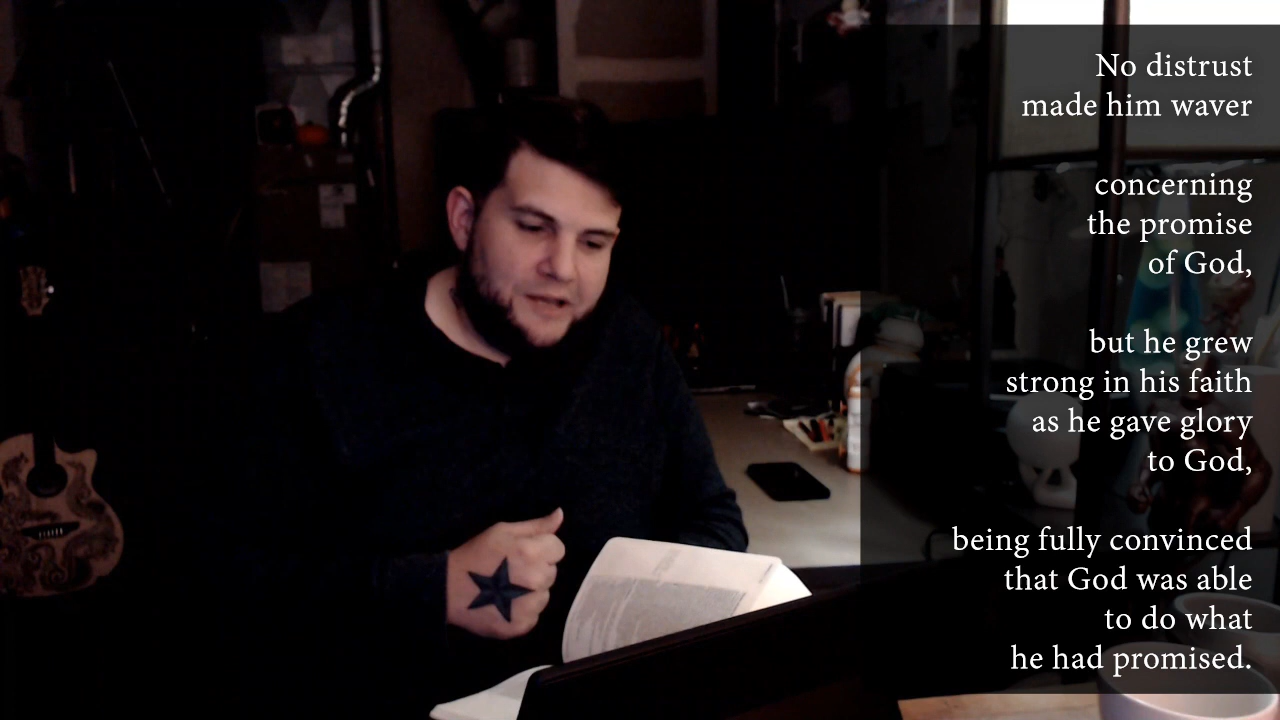 No distrust
made him waver
concerning
the promise
of God,
but he grew
strong in his faith
as he gave glory
to God,
being fully convinced
that God was able
to do what
he had promised.